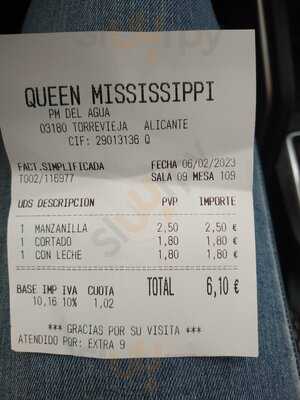 QUEEN MISSISSIPPI
PM DEL AGUA
03180 TORREVIEJA ALICANTE
CIF: 29013136 Q
FACT.SIMPLIFICADA FECHA 06/02/2023
T002/116977 SALA 09 MESA 109
UDS DESCRIPCION PVP IMPORTE
1 MANZANILLA 2,50 2,50 €
1 CORTADO 1,80 1,80 €
1 CON LECHE 1,80 1,80 €
BASE IMP IVA CUOTA TOTAL 6,10 €
10,16 10% 1,02
*** GRACIAS POR SU VISITA ***
ATENDIDO POR: EXTRA 9